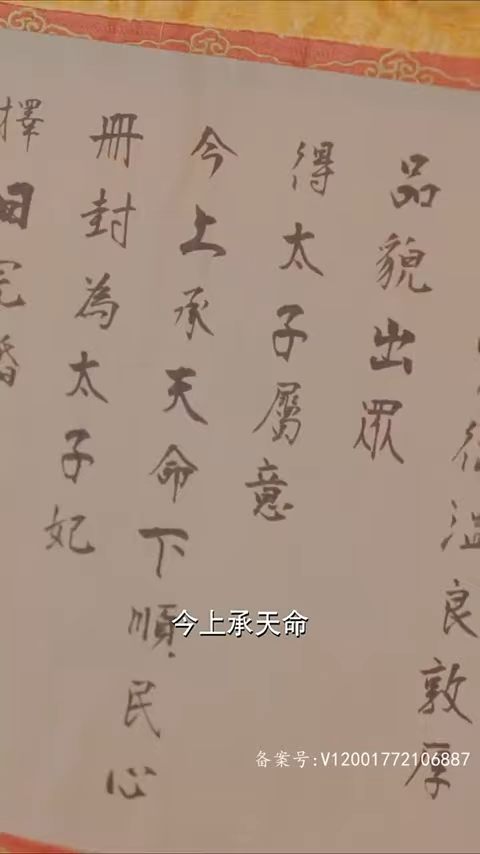 良敦厚
品貌出眾
得太子屬意
今上承天命下順民心
冊封為太子妃
擇日完婚
今上承天命
备案号:V12001772106887